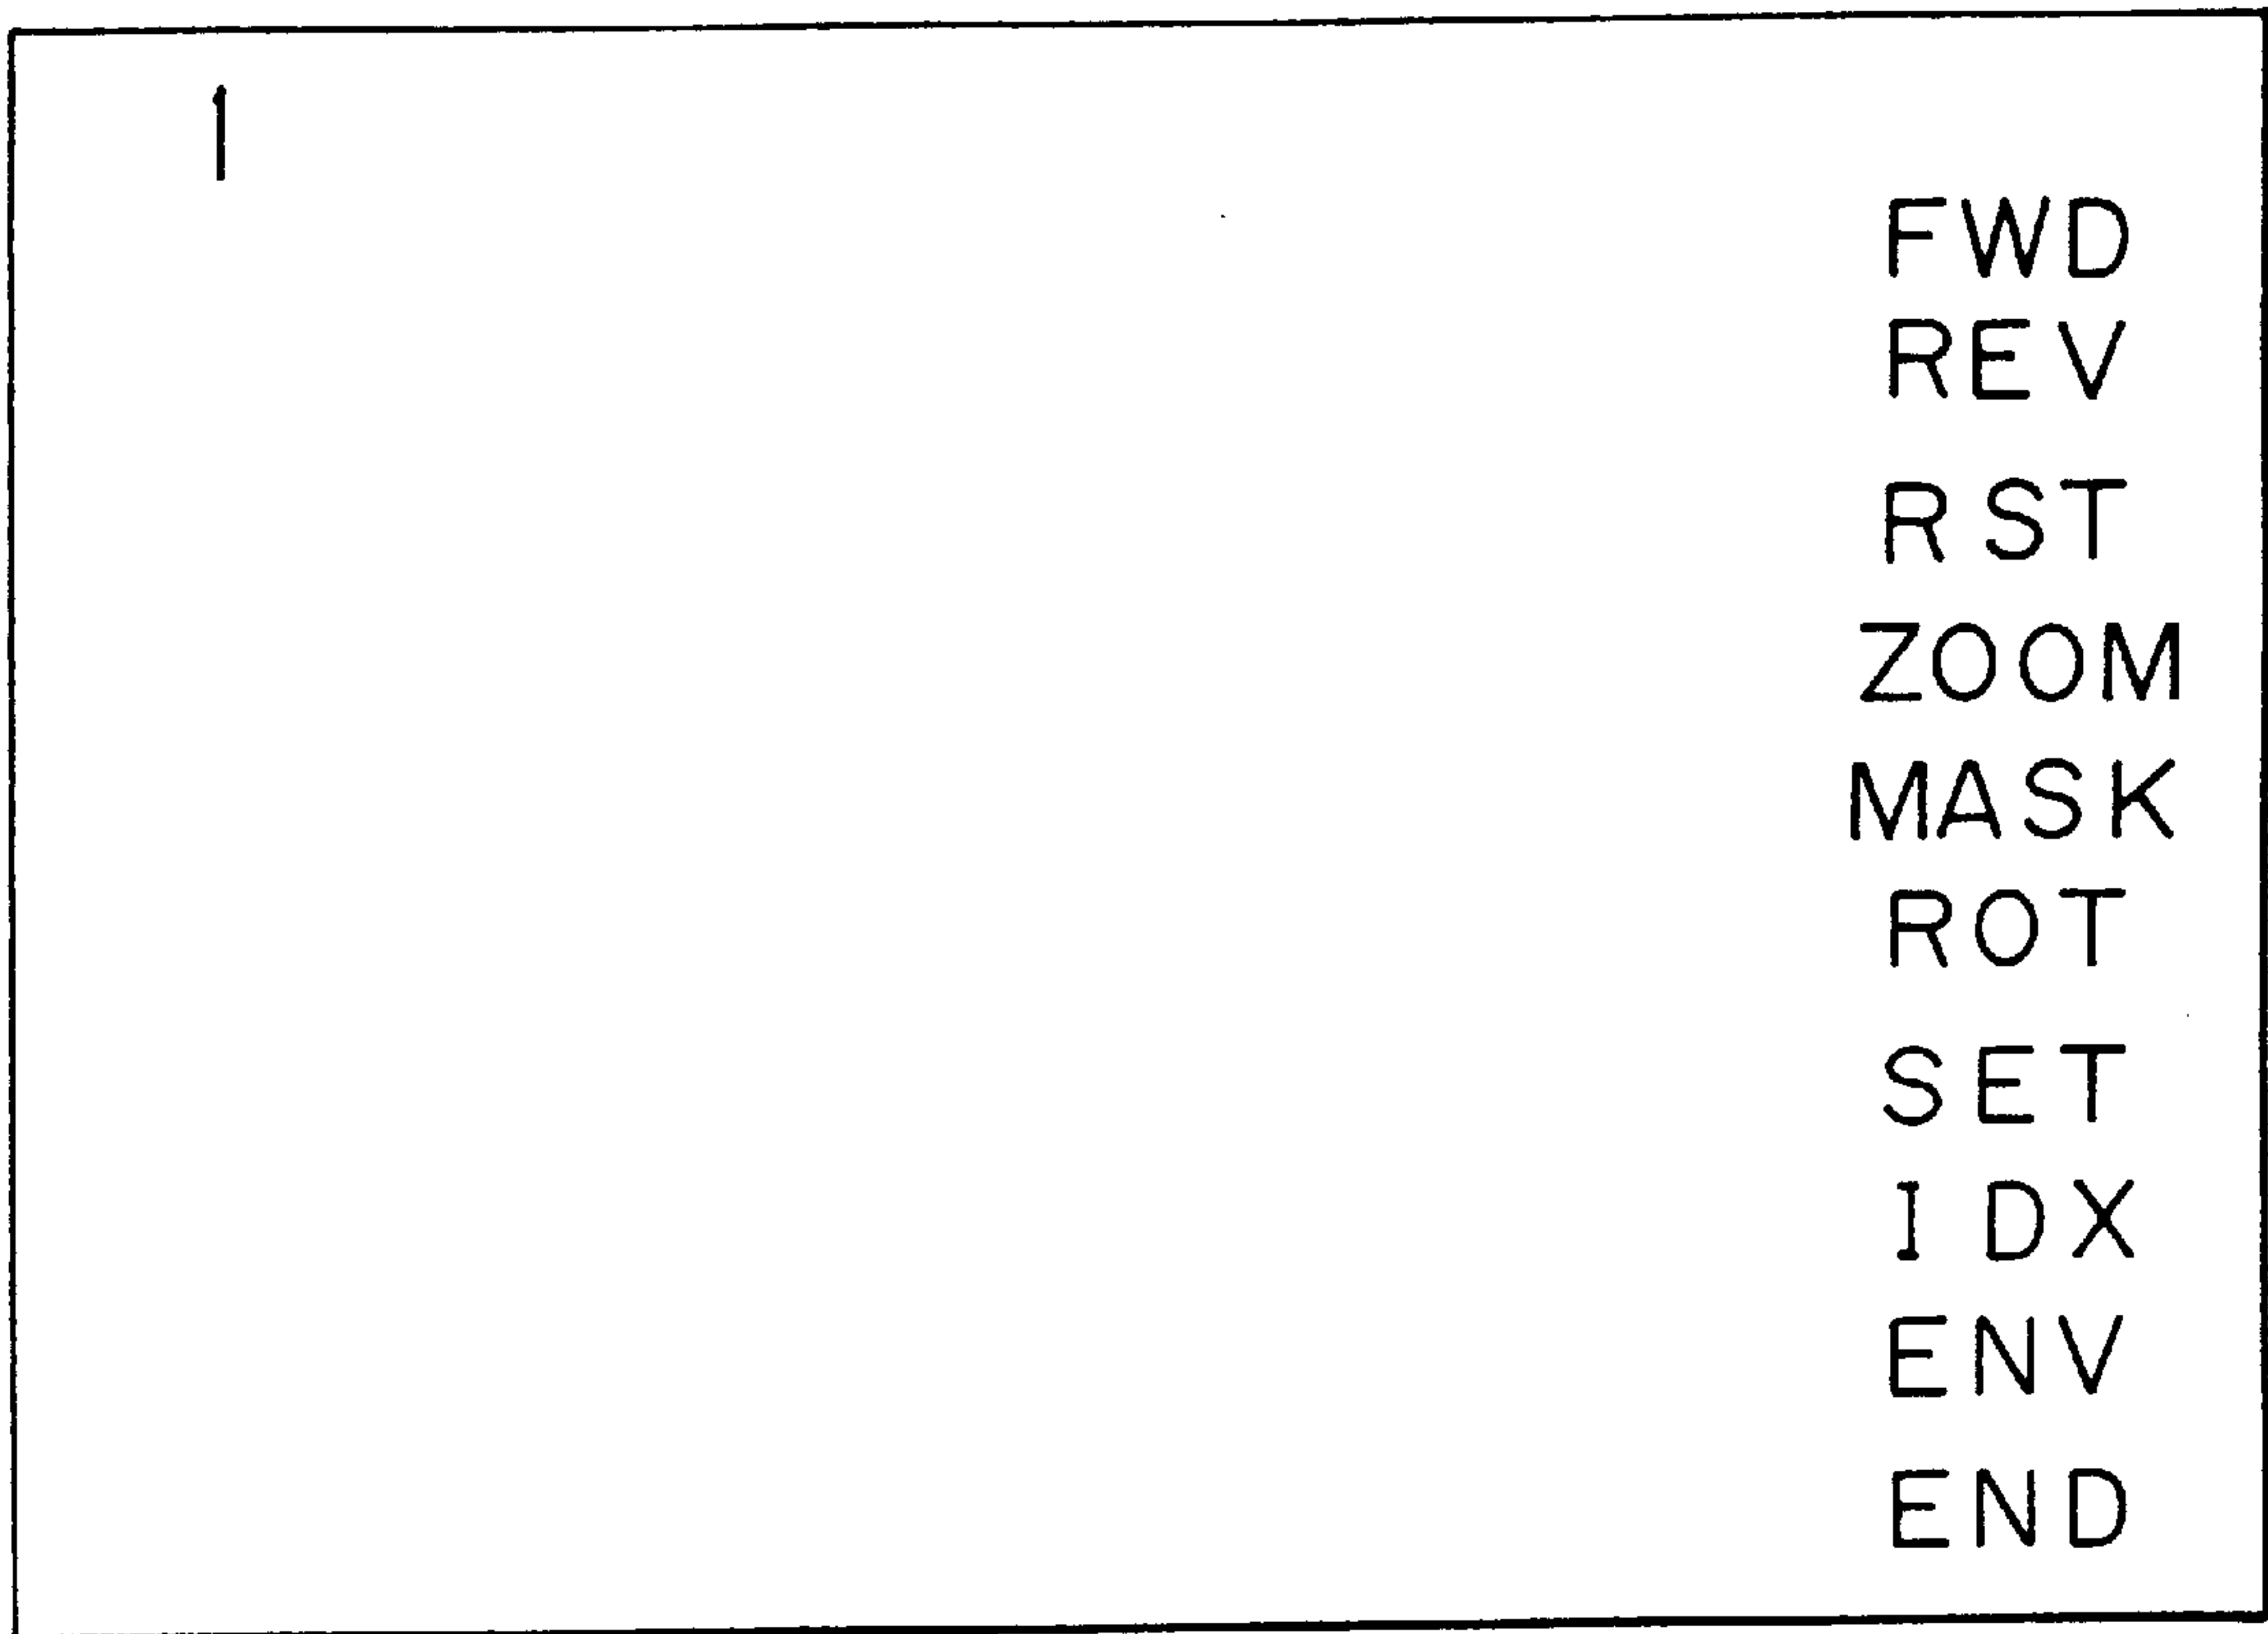 1
FWD
REV
RST
ZOOM
MASK
ROT
SET
IDX
ENV
END